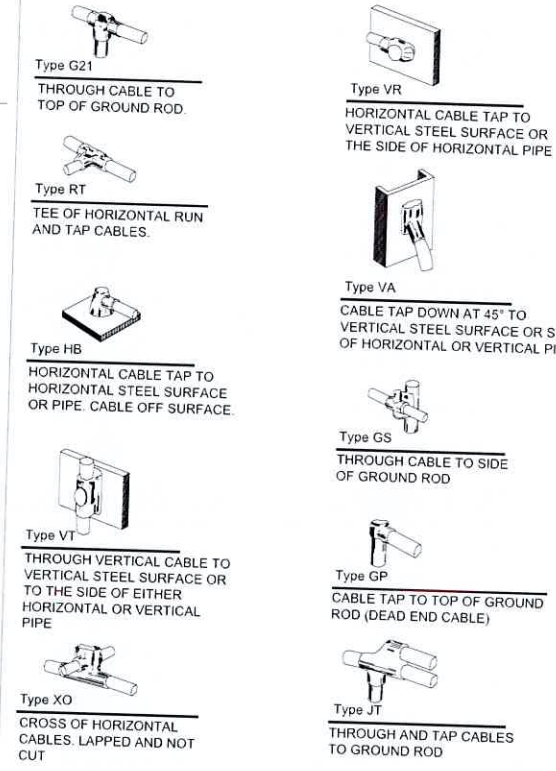 Type G21
THROUGH CABLE TO
TOP OF GROUND ROD.
Type RT
TEE OF HORIZONTAL RUN
AND TAP CABLES.
Type HB
HORIZONTAL CABLE TAP TO
HORIZONTAL STEEL SURFACE
OR PIPE. CABLE OFF SURFACE.
Type VT
THROUGH VERTICAL CABLE TO
VERTICAL STEEL SURFACE OR
TO THE SIDE OF EITHER
HORIZONTAL OR VERTICAL
PIPE
Type XO
CROSS OF HORIZONTAL
CABLES. LAPPED AND NOT
CUT
Type VR
HORIZONTAL CABLE TAP TO
VERTICAL STEEL SURFACE OR
THE SIDE OF HORIZONTAL PIPE
Type VA
CABLE TAP DOWN AT 45° TO
VERTICAL STEEL SURFACE OR S
OF HORIZONTAL OR VERTICAL PI
Type GS
THROUGH CABLE TO SIDE
OF GROUND ROD
Type GP
CABLE TAP TO TOP OF GROUND
ROD (DEAD END CABLE)
Type JT
THROUGH AND TAP CABLES
TO GROUND ROD